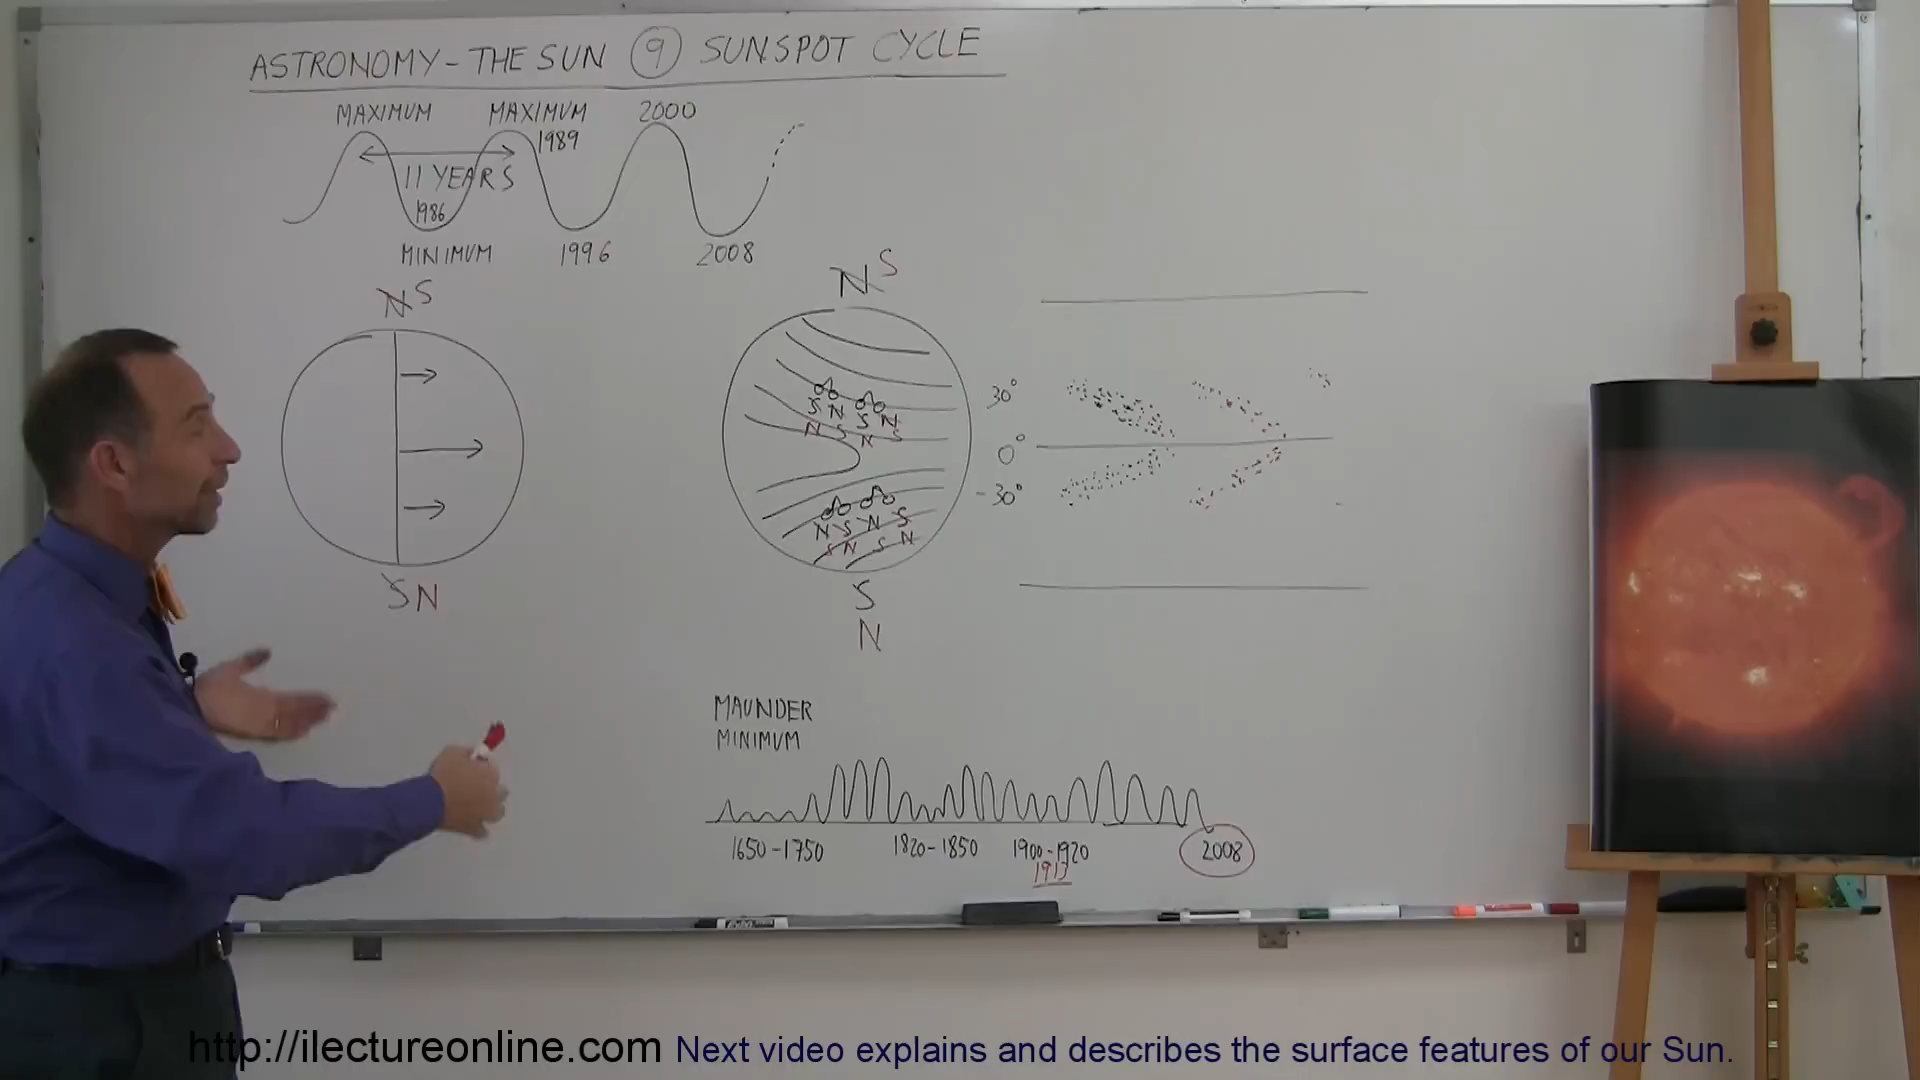 ASTRONOMY - THE SUN 9 SUNSPOT CYCLE
MAXIMUM MAXIMUM 2000
1989
11 YEARS
1986
MINIMUM 1996 2008
N S
S N
N S
S N S N
N S N S
N S N S
S N S N
S
N
30°
0°
-30°
MAUNDER
MINIMUM
1650-1750 1820-1850 1900-1920 2008
1913
http://ilectureonline.com Next video explains and describes the surface features of our Sun.